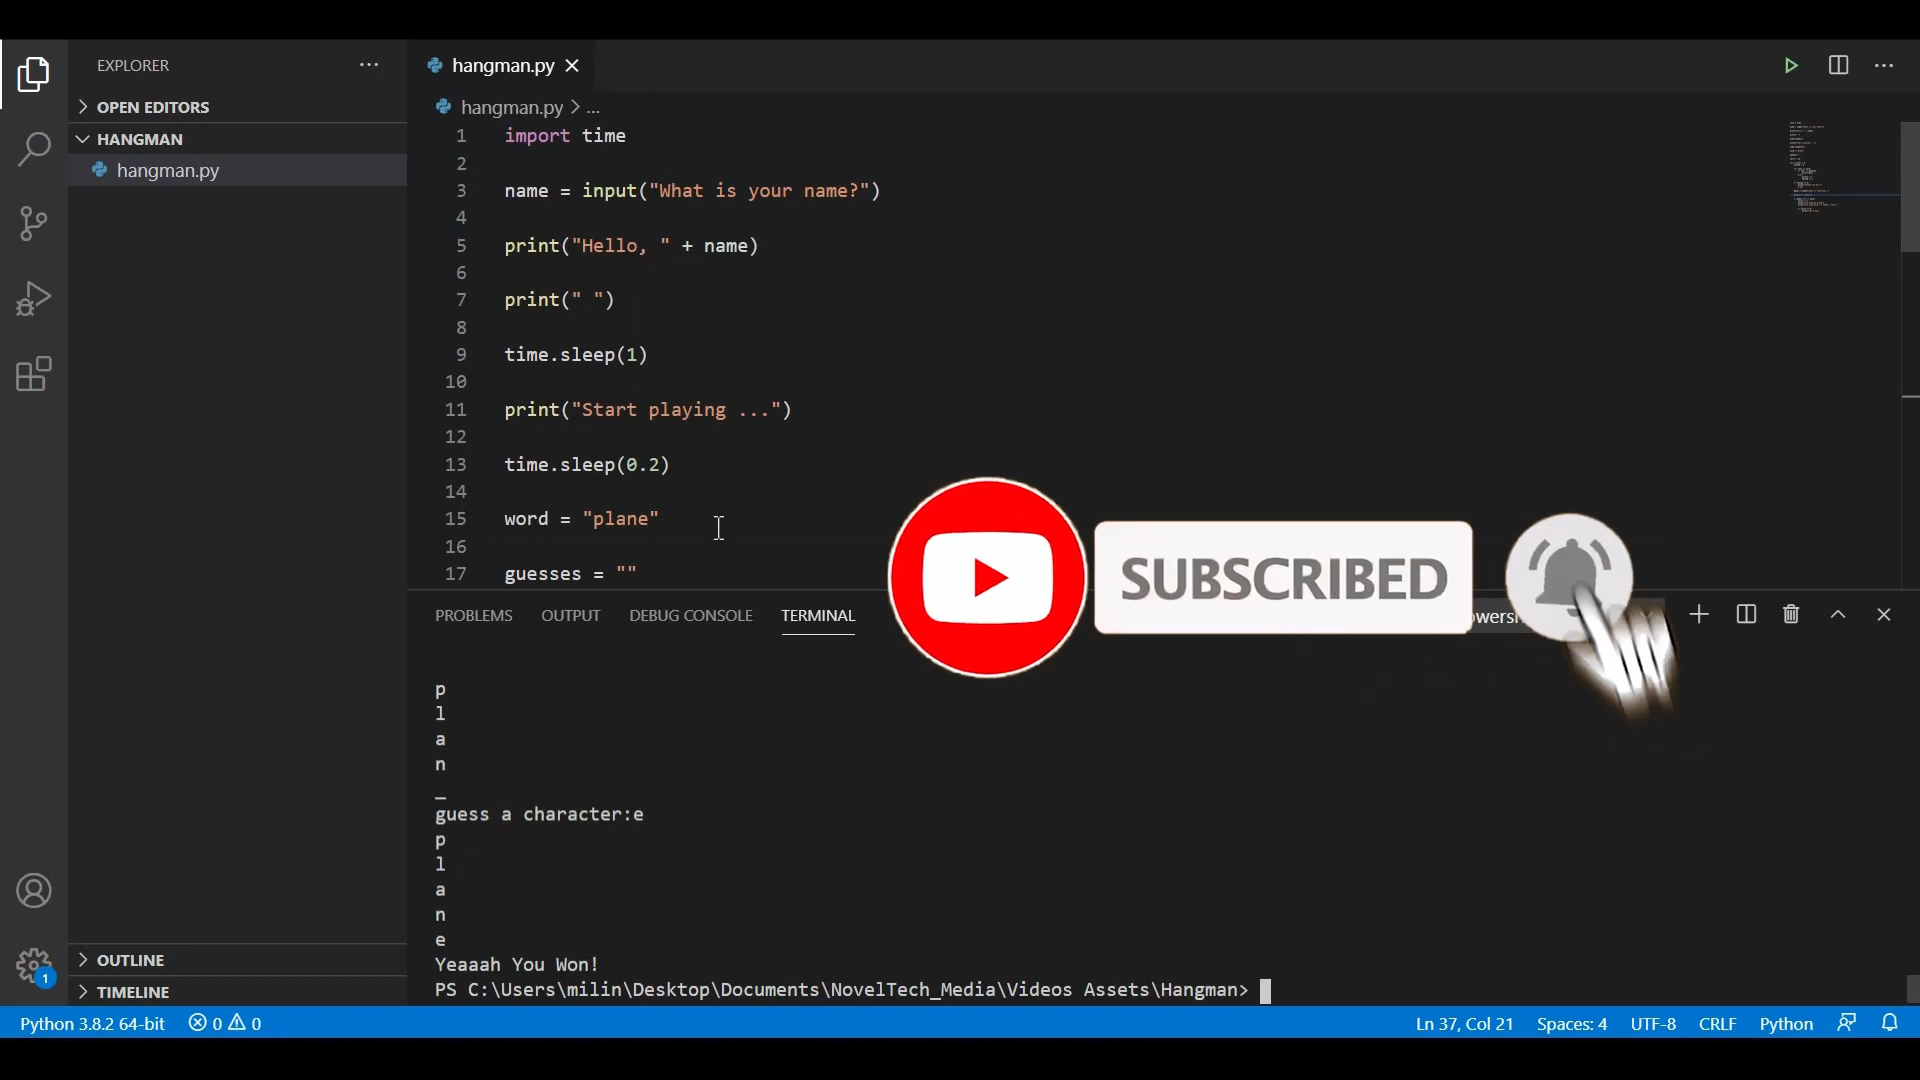 EXPLORER
OPEN EDITORS
HANGMAN
hangman.py
OUTLINE
TIMELINE
hangman.py
hangman.py > ...
1 import time
2
3 name = input("What is your name?")
4
5 print("Hello, " + name)
6
7 print(" ")
8
9 time.sleep(1)
10
11 print("Start playing ...")
12
13 time.sleep(0.2)
14
15 word = "plane"
16
17 guesses = ""
SUBSCRIBED
PROBLEMS OUTPUT DEBUG CONSOLE TERMINAL
p
l
a
n
_
guess a character:e
p
l
a
n
e
Yeaaah You Won!
PS C:\Users\milin\Desktop\Documents\NovelTech_Media\Videos Assets\Hangman>
1
Python 3.8.2 64-bit 0 0 Ln 37, Col 21 Spaces: 4 UTF-8 CRLF Python